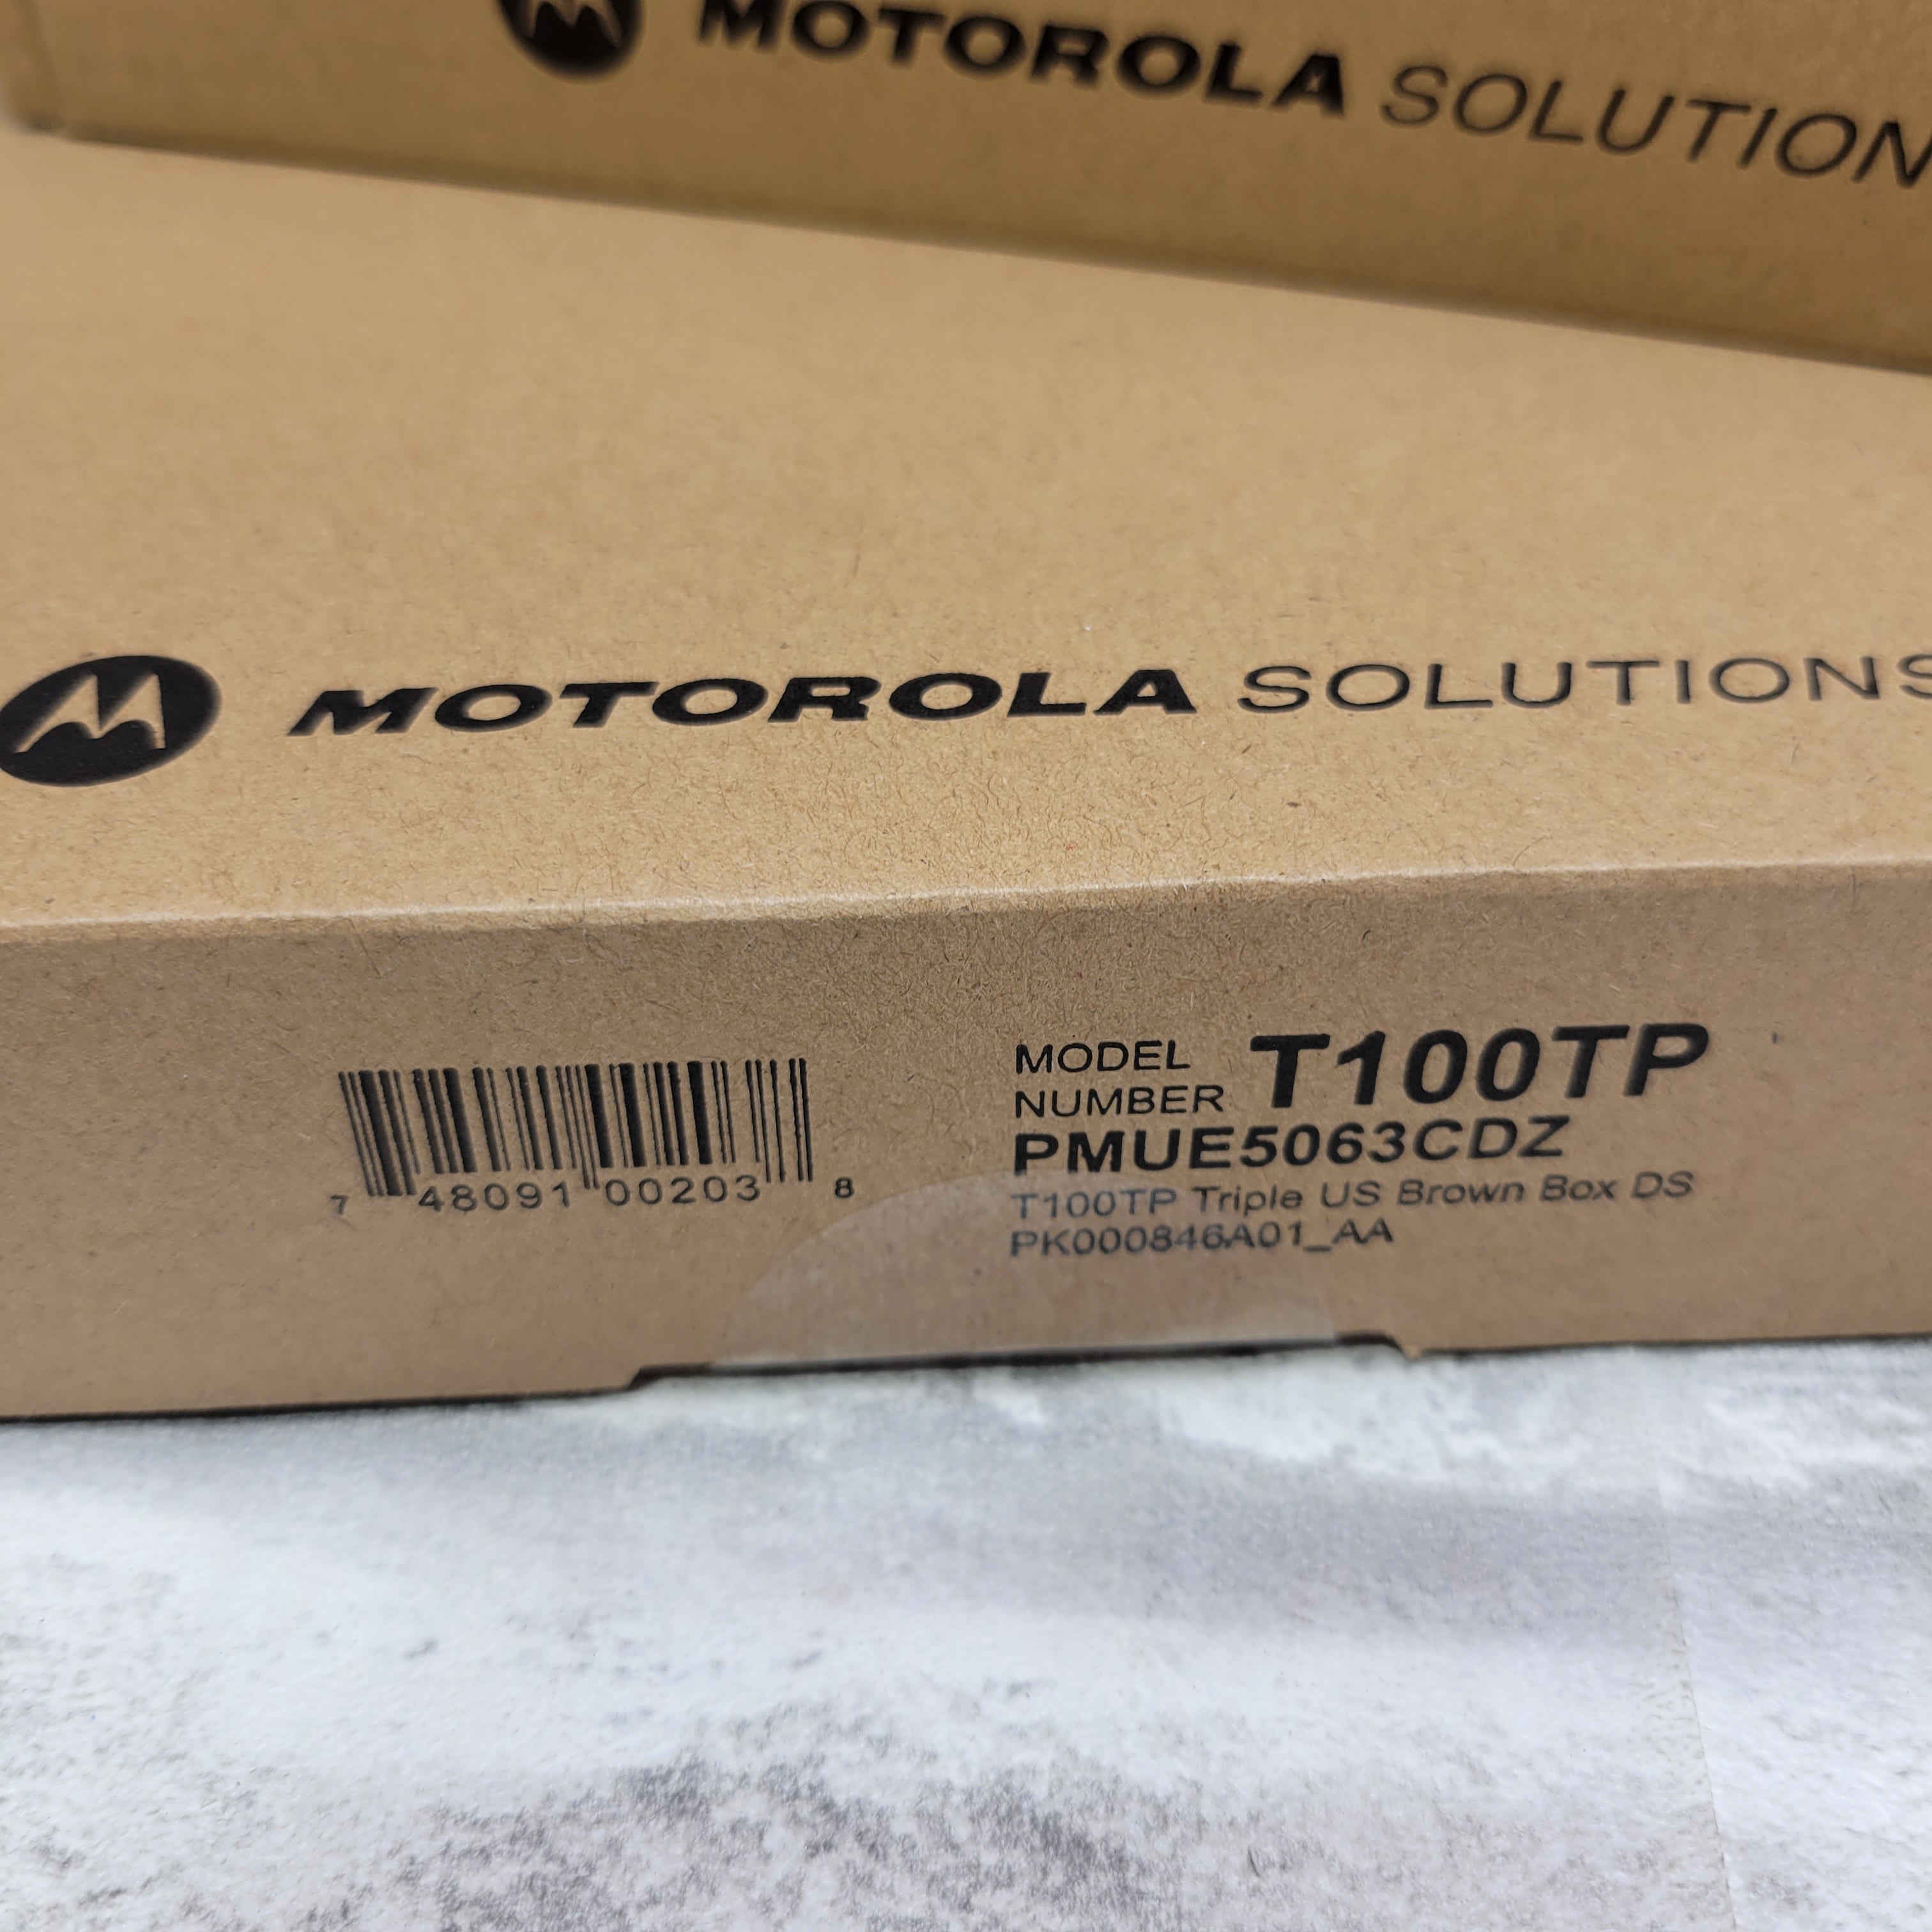 MOTOROLA SOLUTION
MOTOROLA SOLUTIONS
MODEL NUMBER T100TP
PMUE5063CDZ
T100TP Triple US Brown Box DS
PK000846A01_AA
7 48091 00203 8